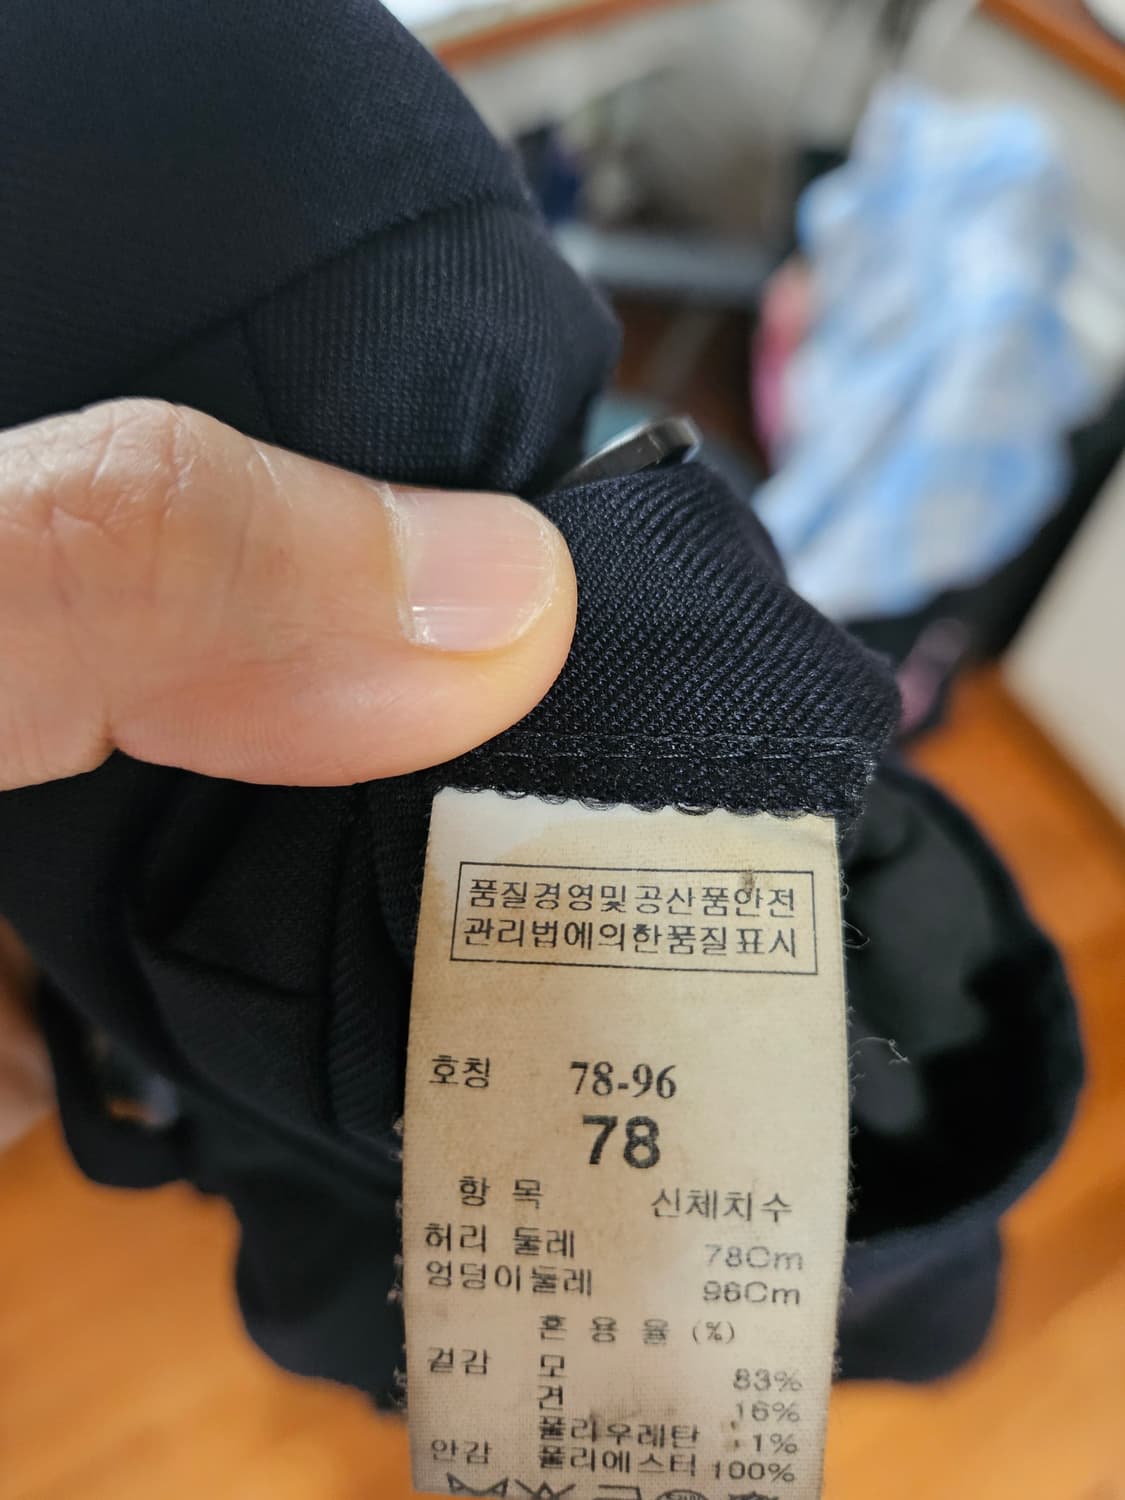 품질경영및공산품안전
관리법에의한품질표시
호칭 78-96
78
항 목 신체치수
허리 둘레 78Cm
엉덩이둘레 96Cm
혼 용 율 (%)
겉감 모 83%
견 16%
폴리우레탄 1%
안감 폴리에스터 100%